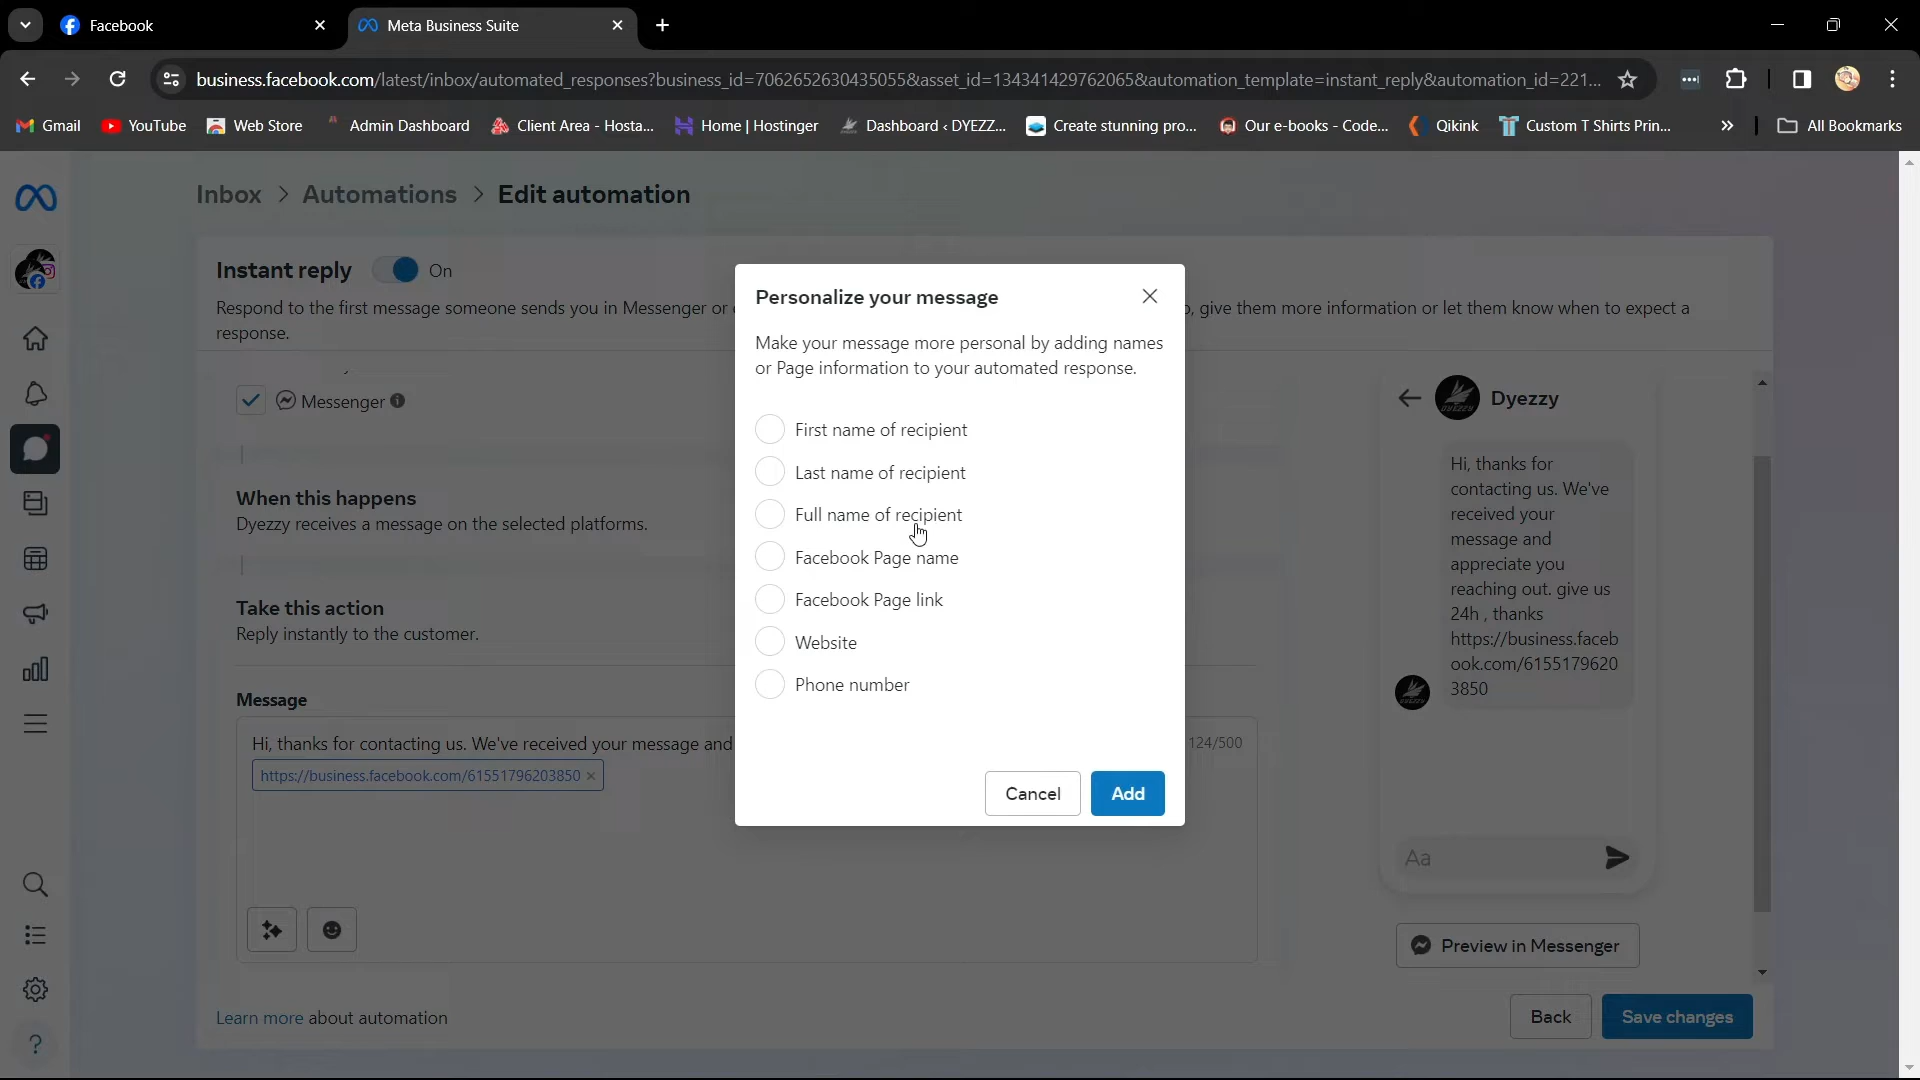 Facebook
Meta Business Suite
business.facebook.com/latest/inbox/automated_responses?business_id=7062652630435055&asset_id=134341429762065&automation_template=instant_reply&automation_id=221...
Gmail
YouTube
Web Store
Admin Dashboard
Client Area - Hosta...
Home | Hostinger
Dashboard ‹ DYEZZ...
Create stunning pro...
Our e-books - Code...
Qikink
Custom T Shirts Prin...
»
All Bookmarks
Inbox > Automations > Edit automation
Instant reply
On
Respond to the first message someone sends you in Messenger or
, give them more information or let them know when to expect a
response.
Messenger
When this happens
Dyezzy receives a message on the selected platforms.
Take this action
Reply instantly to the customer.
Message
Hi, thanks for contacting us. We've received your message and
124/500
https://business.facebook.com/61551796203850 ×
Learn more about automation
Personalize your message
Make your message more personal by adding names
or Page information to your automated response.
First name of recipient
Last name of recipient
Full name of recipient
Facebook Page name
Facebook Page link
Website
Phone number
Cancel
Add
Dyezzy
DYEZZY
Hi, thanks for
contacting us. We've
received your
message and
appreciate you
reaching out. give us
24h , thanks
https://business.faceb
ook.com/6155179620
3850
Aa
Preview in Messenger
Back
Save changes